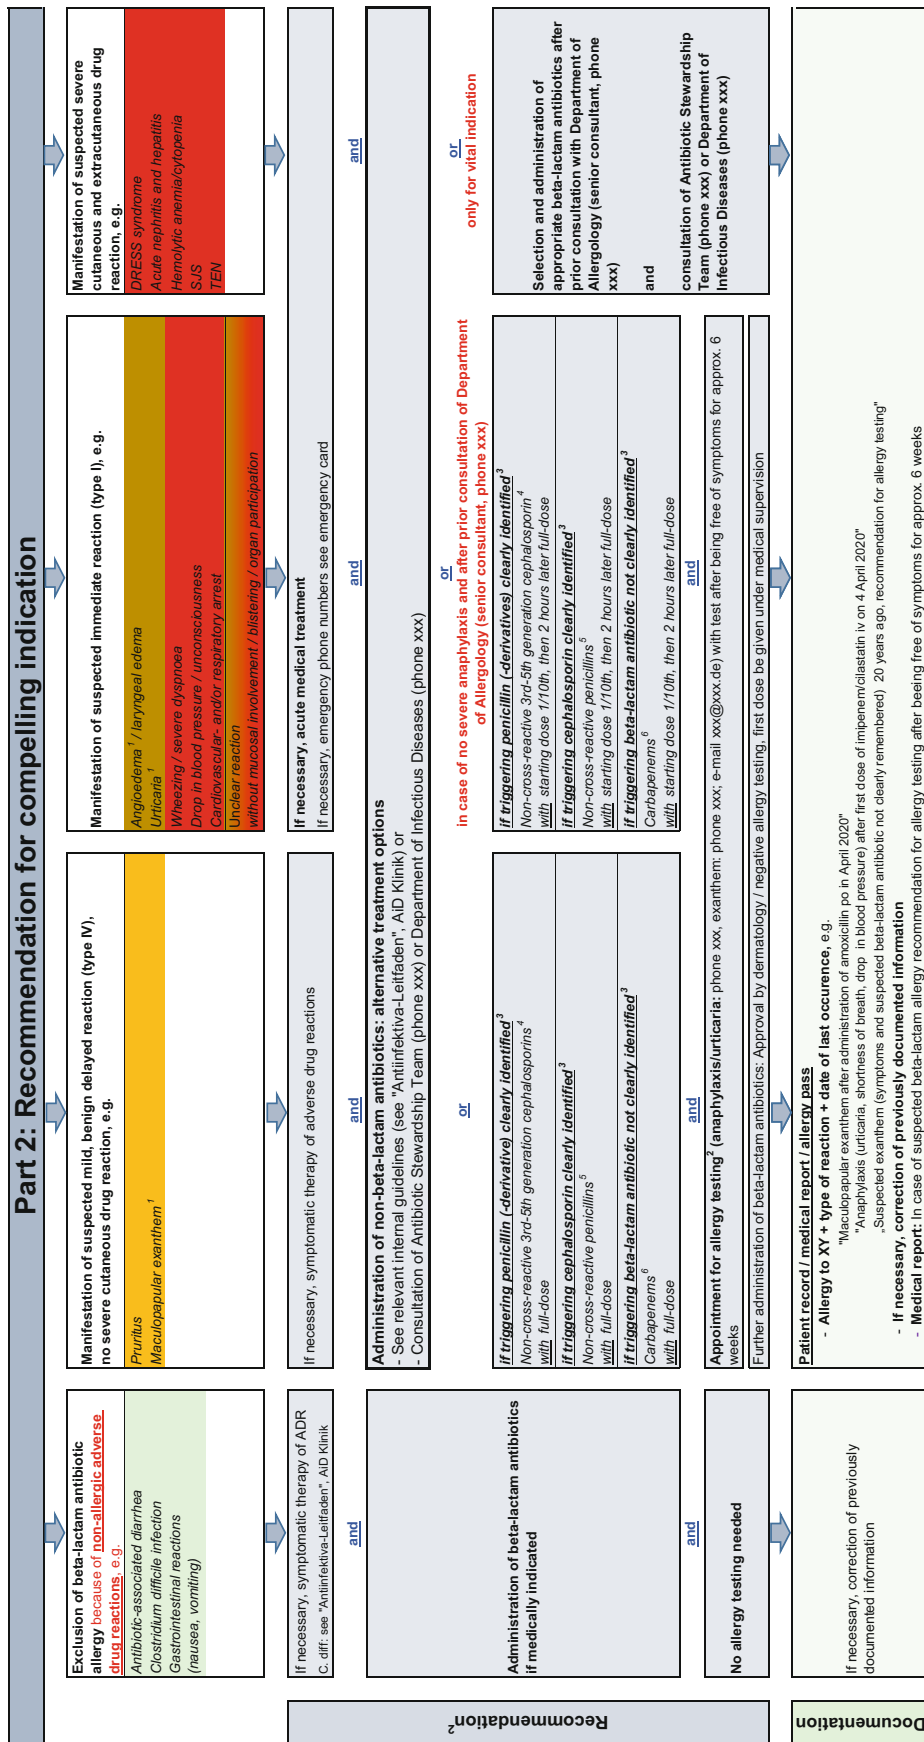 Part 2: Recommendation for compelling indication
Exclusion of beta-lactam antibiotic
allergy because of non-allergic adverse
drug reactions, e.g.
Antibiotic-associated diarrhea
Clostridium difficile infection
Gastrointestinal reactions
(nausea, vomiting)
Manifestation of suspected mild, benign delayed reaction (type IV),
no severe cutaneous drug reaction, e.g.
Pruritus
Maculopapular exanthem¹
Manifestation of suspected immediate reaction (type I), e.g.
Angioedema¹ / laryngeal edema
Urticaria ¹
Wheezing / severe dyspnoea
Drop in blood pressure / unconsciousness
Cardiovascular- and/or respiratory arrest
Unclear reaction
without mucosal involvement / blistering / organ participation
Manifestation of suspected severe
cutaneous and extracutaneous drug
reaction, e.g.
DRESS syndrome
Acute nephritis and hepatitis
Hemolytic anemia/cytopenia
SJS
TEN
Recommendation²
If necessary, symptomatic therapy of ADR
C. diff: see "Antiinfektiva-Leitfaden", AiD Klinik
If necessary, symptomatic therapy of adverse drug reactions
If necessary, acute medical treatment
If necessary, emergency phone numbers see emergency card
and
and
and
and
Administration of beta-lactam antibiotics
if medically indicated
Administration of non-beta-lactam antibiotics: alternative treatment options
- See relevant internal guidelines (see "Antiinfektiva-Leitfaden", AiD Klinik) or
- Consultation of Antibiotic Stewardship Team (phone xxx) or Department of Infectious Diseases (phone xxx)
or
or
in case of no severe anaphylaxis and after prior consultation of Department
of Allergology (senior consultant, phone xxx)
or
only for vital indication
if triggering penicillin (-derivative) clearly identified³
Non-cross-reactive 3rd-5th generation cephalosporins⁴
with full-dose
if triggering cephalosporin clearly identified³
Non-cross-reactive penicillins⁵
with full-dose
if triggering beta-lactam antibiotic not clearly identified³
Carbapenems⁶
with full-dose
if triggering penicillin (-derivatives) clearly identified³
Non-cross-reactive 3rd-5th generation cephalosporin⁴
with starting dose 1/10th, then 2 hours later full-dose
if triggering cephalosporin clearly identified³
Non-cross-reactive penicillins⁵
with starting dose 1/10th, then 2 hours later full-dose
if triggering beta-lactam antibiotic not clearly identified³
Carbapenems⁶
with starting dose 1/10th, then 2 hours later full-dose
Selection and administration of
appropriate beta-lactam antibiotics after
prior consultation with Department of
Allergology (senior consultant, phone
xxx)
and
consultation of Antibiotic Stewardship
Team (phone xxx) or Department of
Infectious Diseases (phone xxx)
and
and
and
No allergy testing needed
Appointment for allergy testing² (anaphylaxis/urticaria: phone xxx, exanthem: phone xxx; e-mail xxx@xxx.de) with test after being free of symptoms for approx. 6
weeks
Further administration of beta-lactam antibiotics: Approval by dermatology / negative allergy testing, first dose be given under medical supervision
Documentation
If necessary, correction of previously
documented information
Patient record / medical report / allergy pass
- Allergy to XY + type of reaction + date of last occurence, e.g.
"Maculopapular exanthem after administration of amoxicillin po in April 2020"
"Anaphylaxis (urticaria, shortness of breath, drop in blood pressure) after first dose of imipenem/cilastatin iv on 4 April 2020"
„Suspected exanthem (symptoms and suspected beta-lactam antibiotic not clearly remembered) 20 years ago, recommendation for allergy testing"
- If necessary, correction of previously documented information
- Medical report: In case of suspected beta-lactam allergy recommendation for allergy testing after beeing free of symptoms for approx. 6 weeks